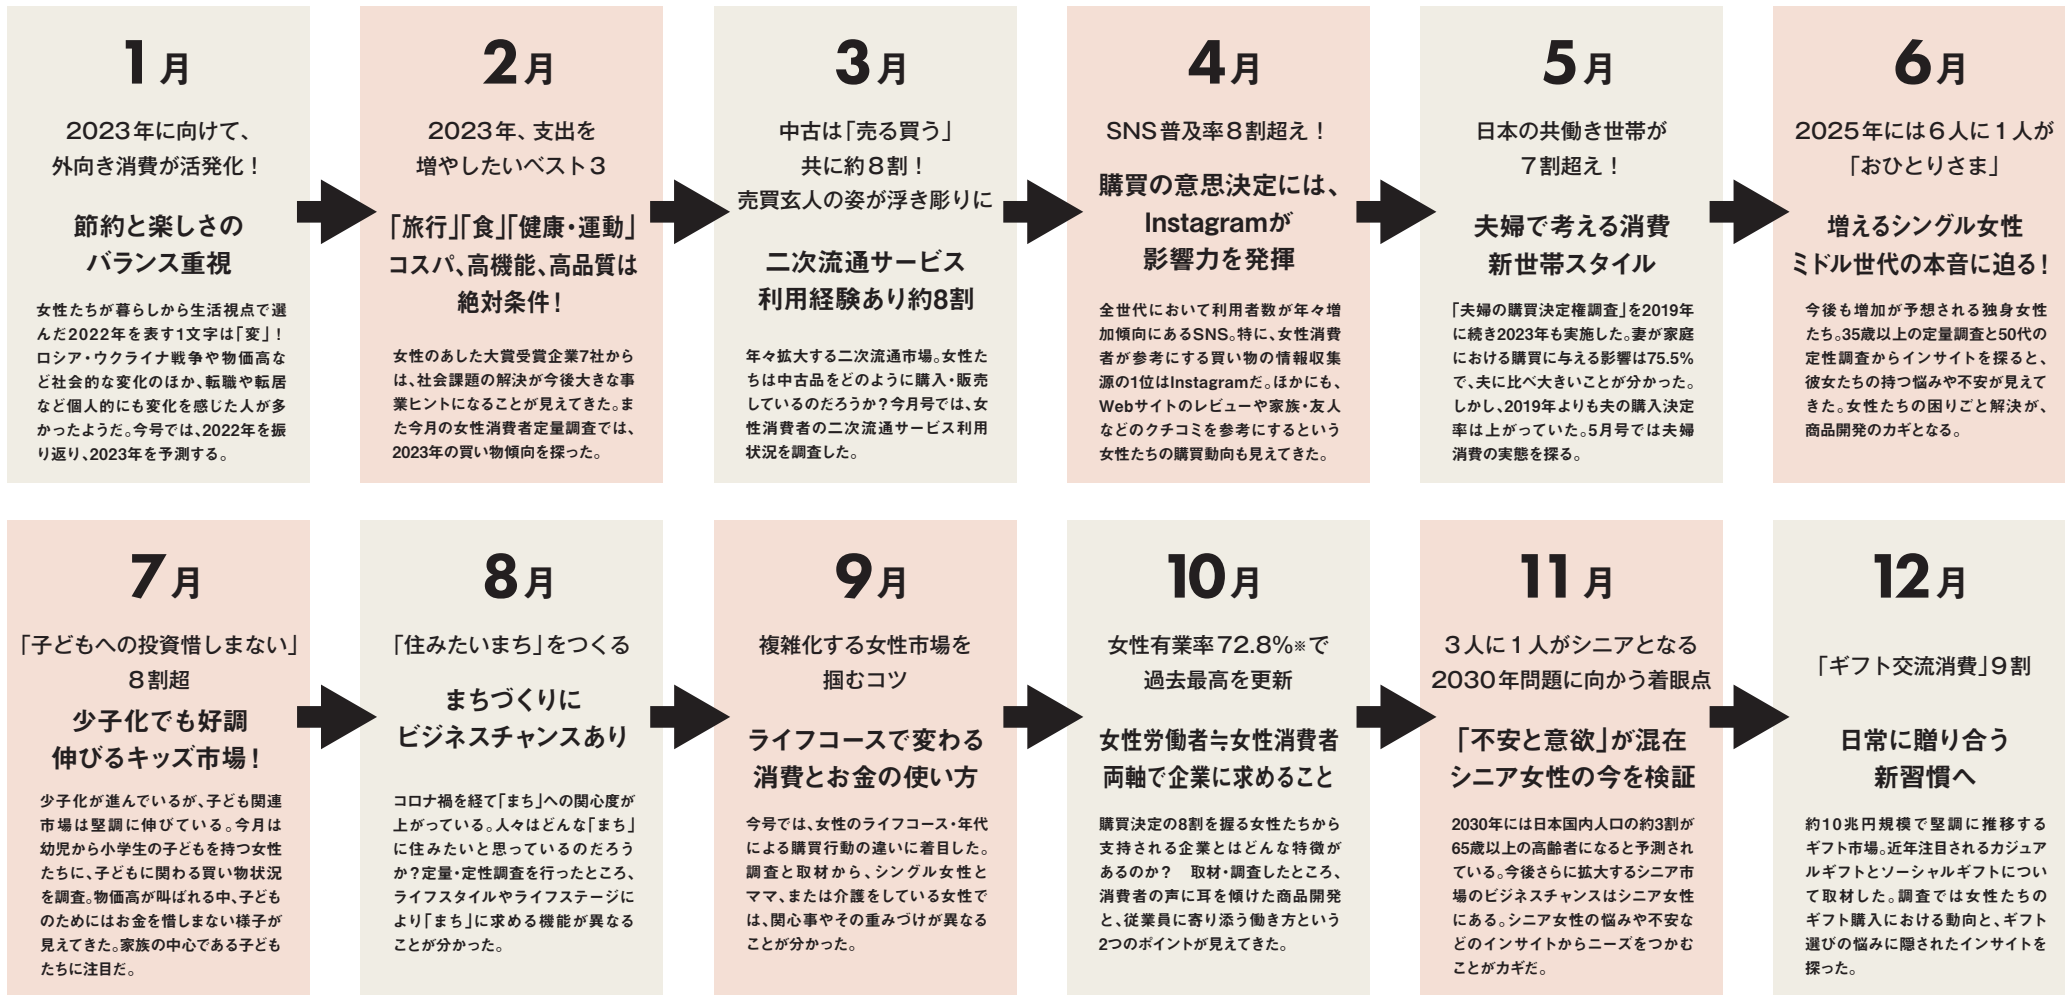 1月
2023年に向けて、
外向き消費が活発化！
節約と楽しさの
バランス重視
女性たちが暮らしから生活視点で選
んだ2022年を表す1文字は「変」！
ロシア・ウクライナ戦争や物価高な
ど社会的な変化のほか、転職や転居
など個人的にも変化を感じた人が多
かったようだ。今号では、2022年を振
り返り、2023年を予測する。
2月
2023年、支出を
増やしたいベスト3
「旅行」「食」「健康・運動」
コスパ、高機能、高品質は
絶対条件！
女性のあした大賞受賞企業7社から
は、社会課題の解決が今後大きな事
業ヒントになることが見えてきた。ま
た今月の女性消費者定量調査では、
2023年の買い物傾向を探った。
3月
中古は「売る買う」
共に約8割！
売買玄人の姿が浮き彫りに
二次流通サービス
利用経験あり約8割
年々拡大する二次流通市場。女性た
ちは中古品をどのように購入・販売
しているのだろうか？今月号では、女
性消費者の二次流通サービス利用
状況を調査した。
4月
SNS普及率8割超え！
購買の意思決定には、
Instagramが
影響力を発揮
全世代において利用者数が年々増
加傾向にあるSNS。特に、女性消費
者が参考にする買い物の情報収集
源の1位はInstagramだ。ほかにも、
Webサイトのレビューや家族・友人
などのクチコミを参考にするという
女性たちの購買動向も見えてきた。
5月
日本の共働き世帯が
7割超え！
夫婦で考える消費
新世帯スタイル
「夫婦の購買決定権調査」を2019年
に続き2023年も実施した。妻が家庭
における購買に与える影響は75.5%
で、夫に比べ大きいことが分かった。
しかし、2019年よりも夫の購入決定
率は上がっていた。5月号では夫婦
消費の実態を探る。
6月
2025年には6人に1人が
「おひとりさま」
増えるシングル女性
ミドル世代の本音に迫る！
今後も増加が予想される独身女性
たち。35歳以上の定量調査と50代の
定性調査からインサイトを探ると、
彼女たちの持つ悩みや不安が見えて
きた。女性たちの困りごと解決が、
商品開発のカギとなる。
7月
「子どもへの投資惜しまない」
8割超
少子化でも好調
伸びるキッズ市場！
少子化が進んでいるが、子ども関連
市場は堅調に伸びている。今月は
幼児から小学生の子どもを持つ女性
たちに、子どもに関わる買い物状況
を調査。物価高が叫ばれる中、子ども
のためにはお金を惜しまない様子が
見えてきた。家族の中心である子ども
たちに注目だ。
8月
「住みたいまち」をつくる
まちづくりに
ビジネスチャンスあり
コロナ禍を経て「まち」への関心度が
上がっている。人々はどんな「まち」
に住みたいと思っているのだろう
か？定量・定性調査を行ったところ、
ライフスタイルやライフステージに
より「まち」に求める機能が異なる
ことが分かった。
9月
複雑化する女性市場を
掴むコツ
ライフコースで変わる
消費とお金の使い方
今号では、女性のライフコース・年代
による購買行動の違いに着目した。
調査と取材から、シングル女性と
ママ、または介護をしている女性で
は、関心事やその重みづけが異なる
ことが分かった。
10月
女性有業率72.8%※で
過去最高を更新
女性労働者≒女性消費者
両軸で企業に求めること
購買決定の8割を握る女性たちから
支持される企業とはどんな特徴が
あるのか？　取材・調査したところ、
消費者の声に耳を傾けた商品開発
と、従業員に寄り添う働き方という
2つのポイントが見えてきた。
11月
3人に1人がシニアとなる
2030年問題に向かう着眼点
「不安と意欲」が混在
シニア女性の今を検証
2030年には日本国内人口の約3割が
65歳以上の高齢者になると予測され
ている。今後さらに拡大するシニア市
場のビジネスチャンスはシニア女性
にある。シニア女性の悩みや不安な
どのインサイトからニーズをつかむ
ことがカギだ。
12月
「ギフト交流消費」9割
日常に贈り合う
新習慣へ
約10兆円規模で堅調に推移する
ギフト市場。近年注目されるカジュア
ルギフトとソーシャルギフトについ
て取材した。調査では女性たちの
ギフト購入における動向と、ギフト
選びの悩みに隠されたインサイトを
探った。